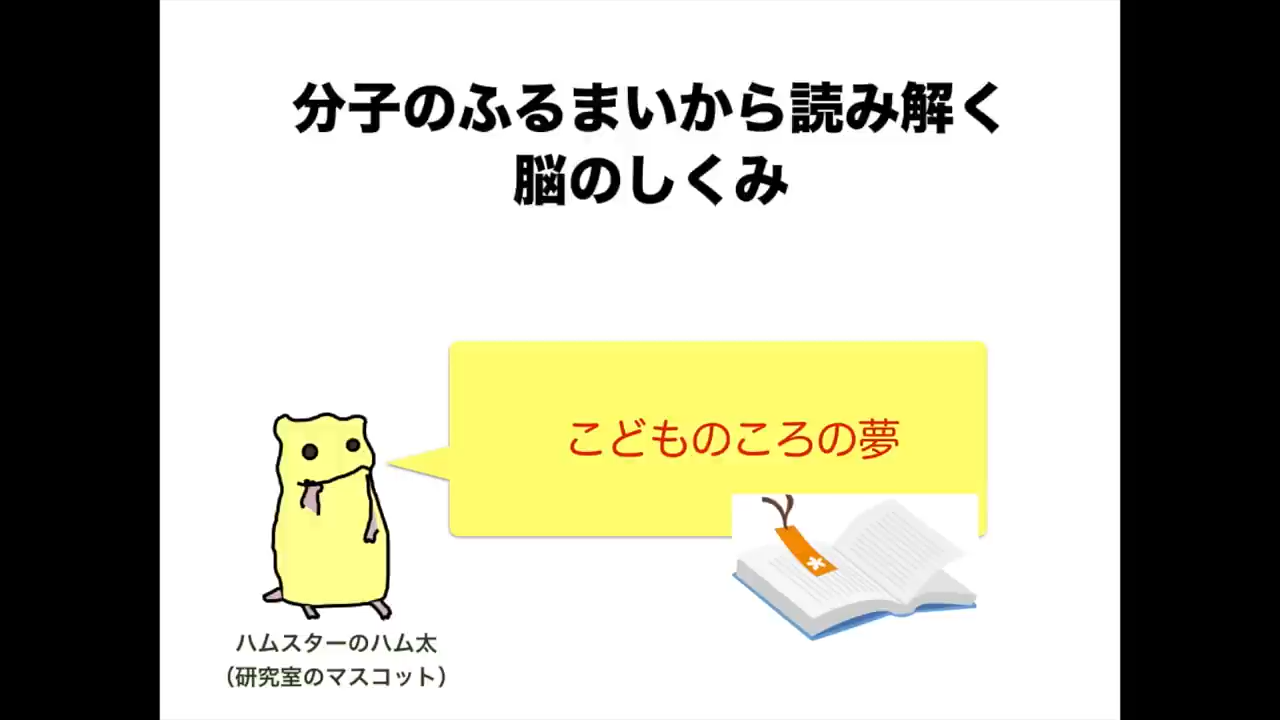 分子のふるまいから読み解く
脳のしくみ
こどものころの夢
ハムスターのハム太
（研究室のマスコット）